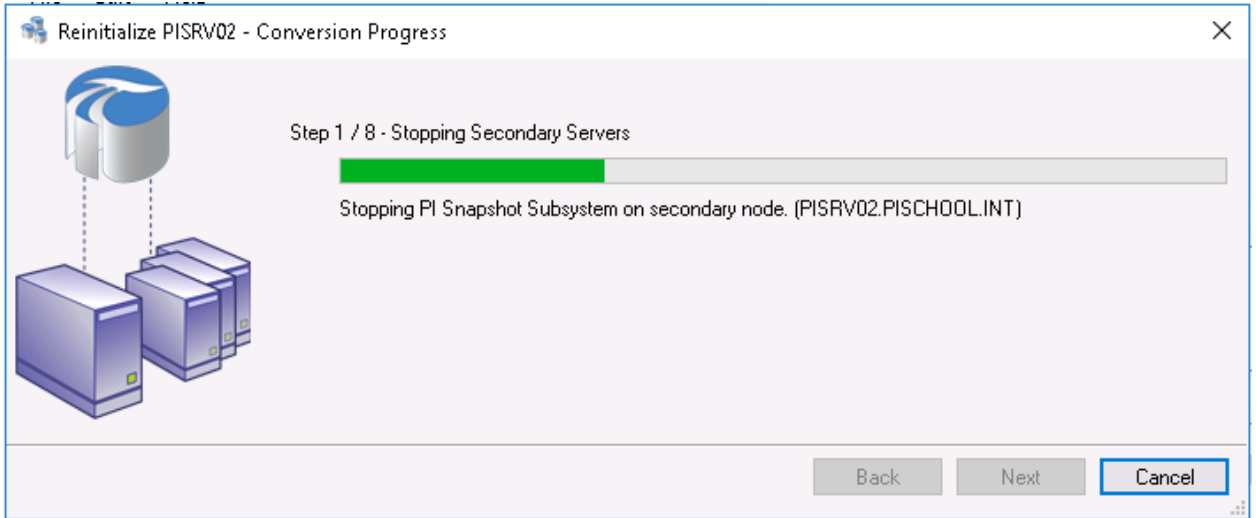 Reinitialize PISRV02 - Conversion Progress
Step 1 / 8 - Stopping Secondary Servers
Stopping PI Snapshot Subsystem on secondary node. (PISRV02.PISCHOOL.INT)
Back
Next
Cancel